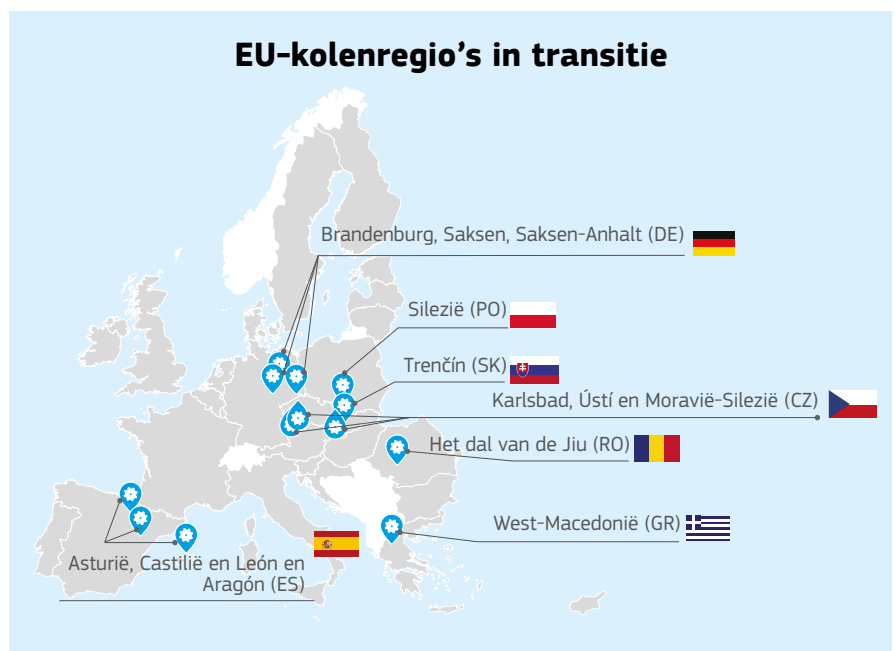 EU-kolenregio's in transitie
Brandenburg, Saksen, Saksen-Anhalt (DE)
Silezië (PO)
Trenčín (SK)
Karlsbad, Ústí en Moravië-Silezië (CZ)
Het dal van de Jiu (RO)
West-Macedonië (GR)
Asturië, Castilië en León en
Aragón (ES)